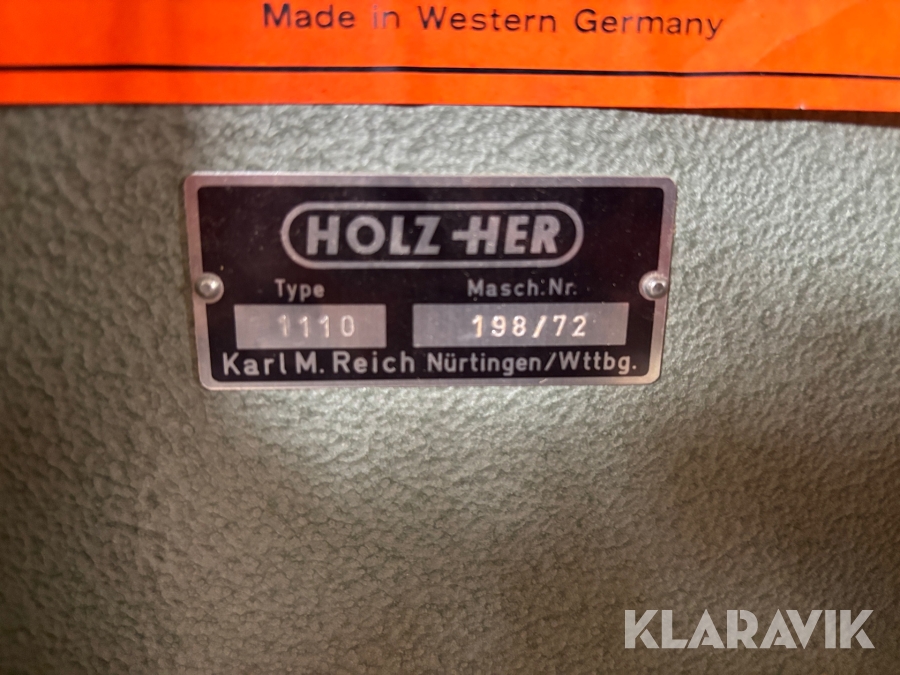 Made in Western Germany
HOLZ-HER
Type Masch.Nr.
1110 198/72
Karl M. Reich Nürtingen/Wttbg.
KLARAVIK